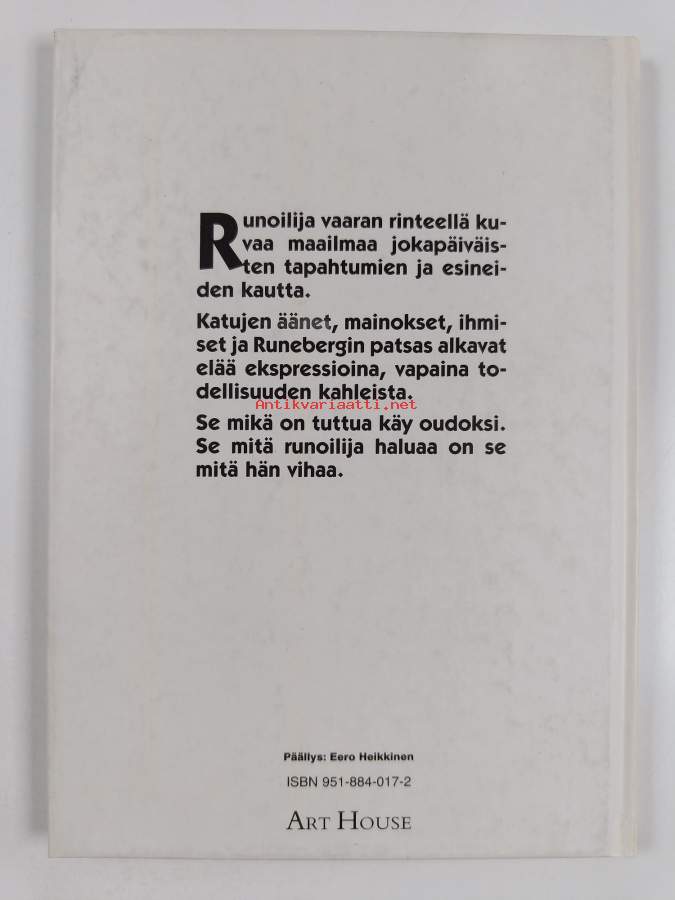 Runoilija vaaran rinteellä ku-
vaa maailmaa jokapäiväis-
ten tapahtumien ja esinei-
den kautta.
Katujen äänet, mainokset, ihmi-
set ja Runebergin patsas alkavat
elää ekspressioina, vapaina to-
dellisuuden kahleista.
Antikvariaatti.net
Se mikä on tuttua käy oudoksi.
Se mitä runoilija haluaa on se
mitä hän vihaa.
Päällys: Eero Heikkinen
ISBN 951-884-017-2
ART HOUSE